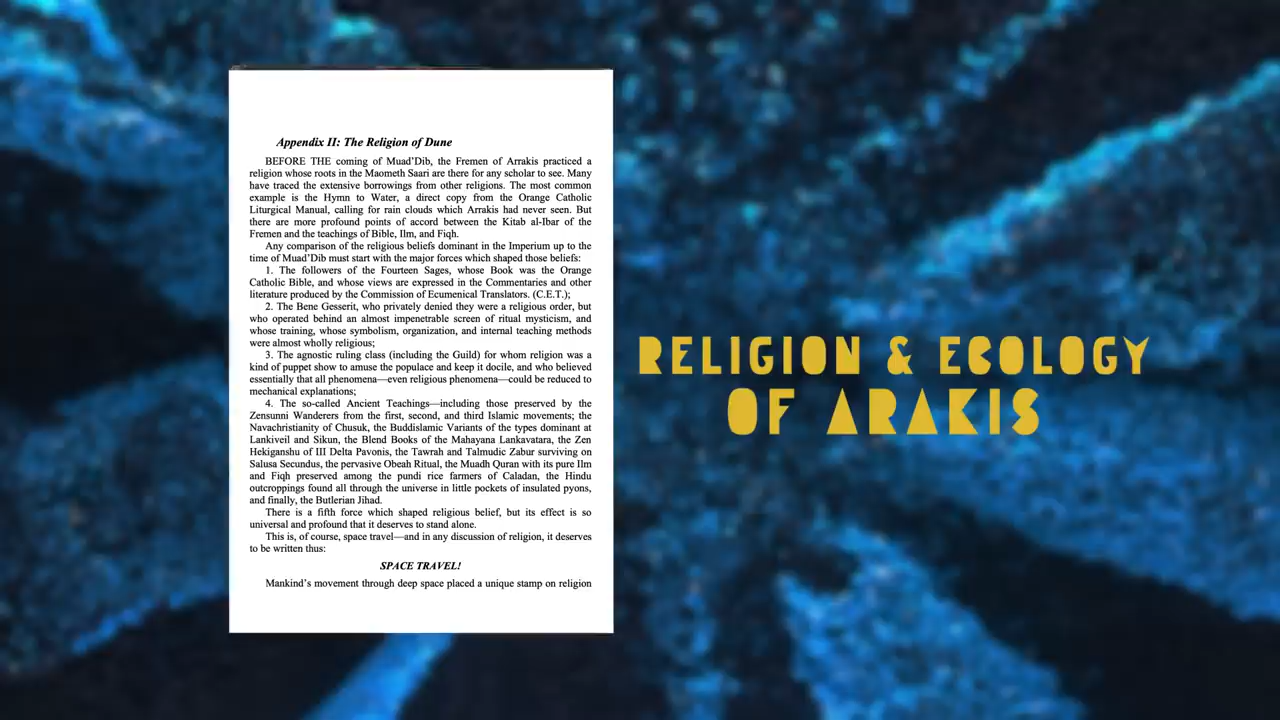 Appendix II: The Religion of Dune
BEFORE THE coming of Muad'Dib, the Fremen of Arrakis practiced a
religion whose roots in the Maometh Saari are there for any scholar to see. Many
have traced the extensive borrowings from other religions. The most common
example is the Hymn to Water, a direct copy from the Orange Catholic
Liturgical Manual, calling for rain clouds which Arrakis had never seen. But
there are more profound points of accord between the Kitab al-Ibar of the
Fremen and the teachings of Bible, Ilm, and Fiqh.
Any comparison of the religious beliefs dominant in the Imperium up to the
time of Muad'Dib must start with the major forces which shaped those beliefs:
1. The followers of the Fourteen Sages, whose Book was the Orange
Catholic Bible, and whose views are expressed in the Commentaries and other
literature produced by the Commission of Ecumenical Translators. (C.E.T.);
2. The Bene Gesserit, who privately denied they were a religious order, but
who operated behind an almost impenetrable screen of ritual mysticism, and
whose training, whose symbolism, organization, and internal teaching methods
were almost wholly religious;
3. The agnostic ruling class (including the Guild) for whom religion was a
kind of puppet show to amuse the populace and keep it docile, and who believed
essentially that all phenomena—even religious phenomena—could be reduced to
mechanical explanations;
4. The so-called Ancient Teachings—including those preserved by the
Zensunni Wanderers from the first, second, and third Islamic movements; the
Navachristianity of Chusuk, the Buddislamic Variants of the types dominant at
Lankiveil and Sikun, the Blend Books of the Mahayana Lankavatara, the Zen
Hekiganshu of III Delta Pavonis, the Tawrah and Talmudic Zabur surviving on
Salusa Secundus, the pervasive Obeah Ritual, the Muadh Quran with its pure Ilm
and Fiqh preserved among the pundi rice farmers of Caladan, the Hindu
outcroppings found all through the universe in little pockets of insulated pyons,
and finally, the Butlerian Jihad.
There is a fifth force which shaped religious belief, but its effect is so
universal and profound that it deserves to stand alone.
This is, of course, space travel—and in any discussion of religion, it deserves
to be written thus:
SPACE TRAVEL!
Mankind's movement through deep space placed a unique stamp on religion
RELIGION & ECOLOGY
OF ARAKIS